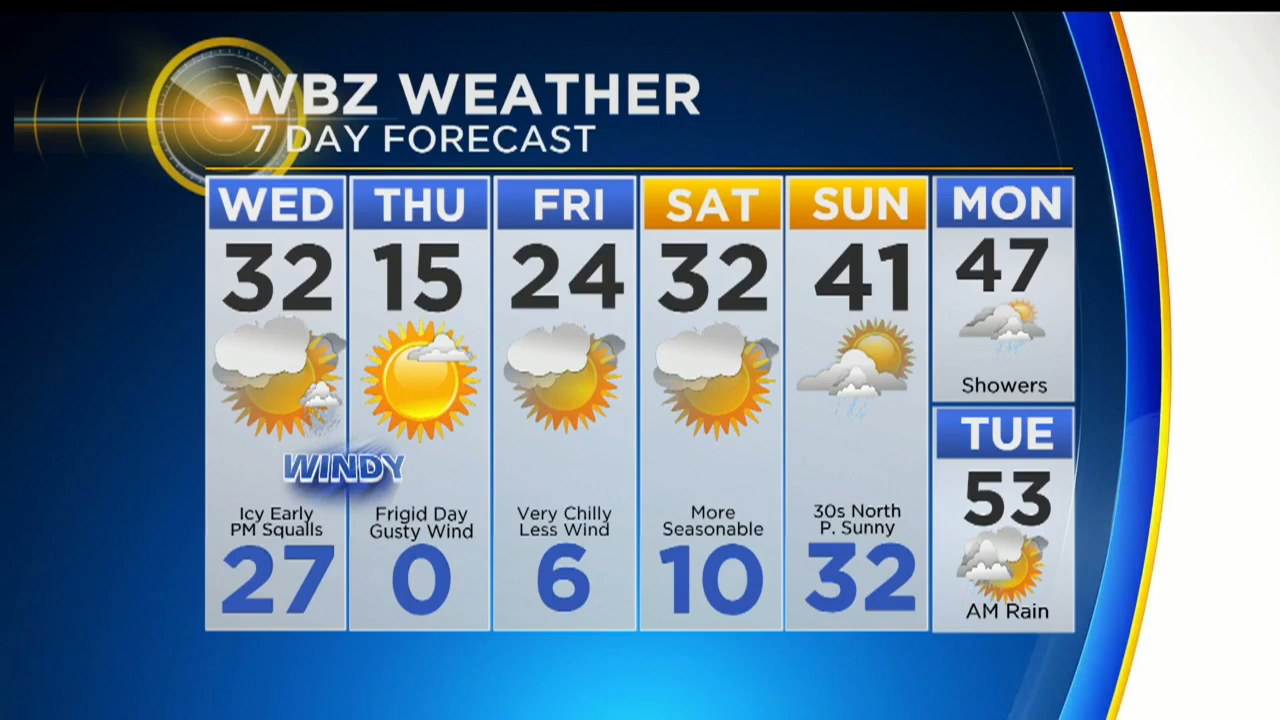 WBZ WEATHER
7 DAY FORECAST
WED
32
WINDY
Icy Early
PM Squalls
27
THU
15
Frigid Day
Gusty Wind
0
FRI
24
Very Chilly
Less Wind
6
SAT
32
More
Seasonable
10
SUN
41
30s North
P. Sunny
32
MON
47
Showers
TUE
53
AM Rain